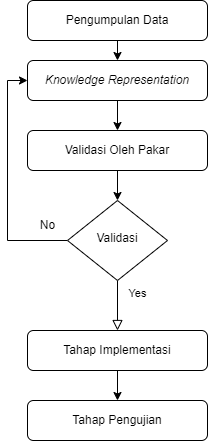 Pengumpulan Data
Knowledge Representation
Validasi Oleh Pakar
Validasi
No
Yes
Tahap Implementasi
Tahap Pengujian